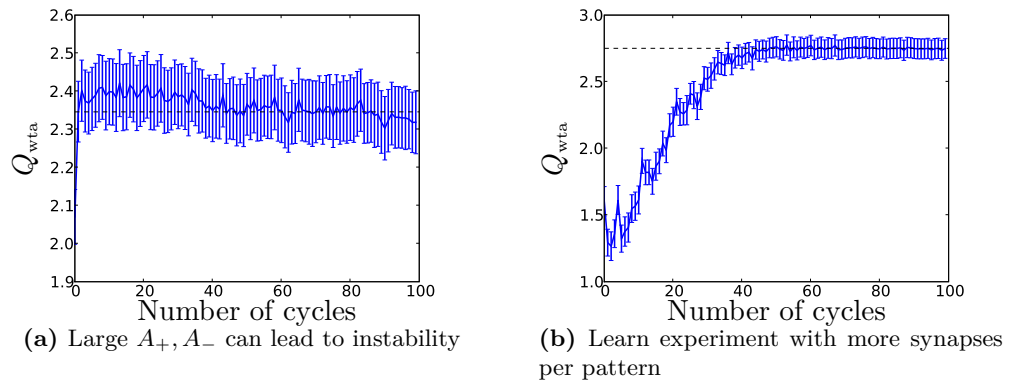 2.6
2.5
2.4
2.3
2.2
2.1
2.0
1.9
Q_wta
0 20 40 60 80 100
Number of cycles
(a) Large A+, A− can lead to instability
3.0
2.5
2.0
1.5
1.0
Q_wta
0 20 40 60 80 100
Number of cycles
(b) Learn experiment with more synapses
per pattern